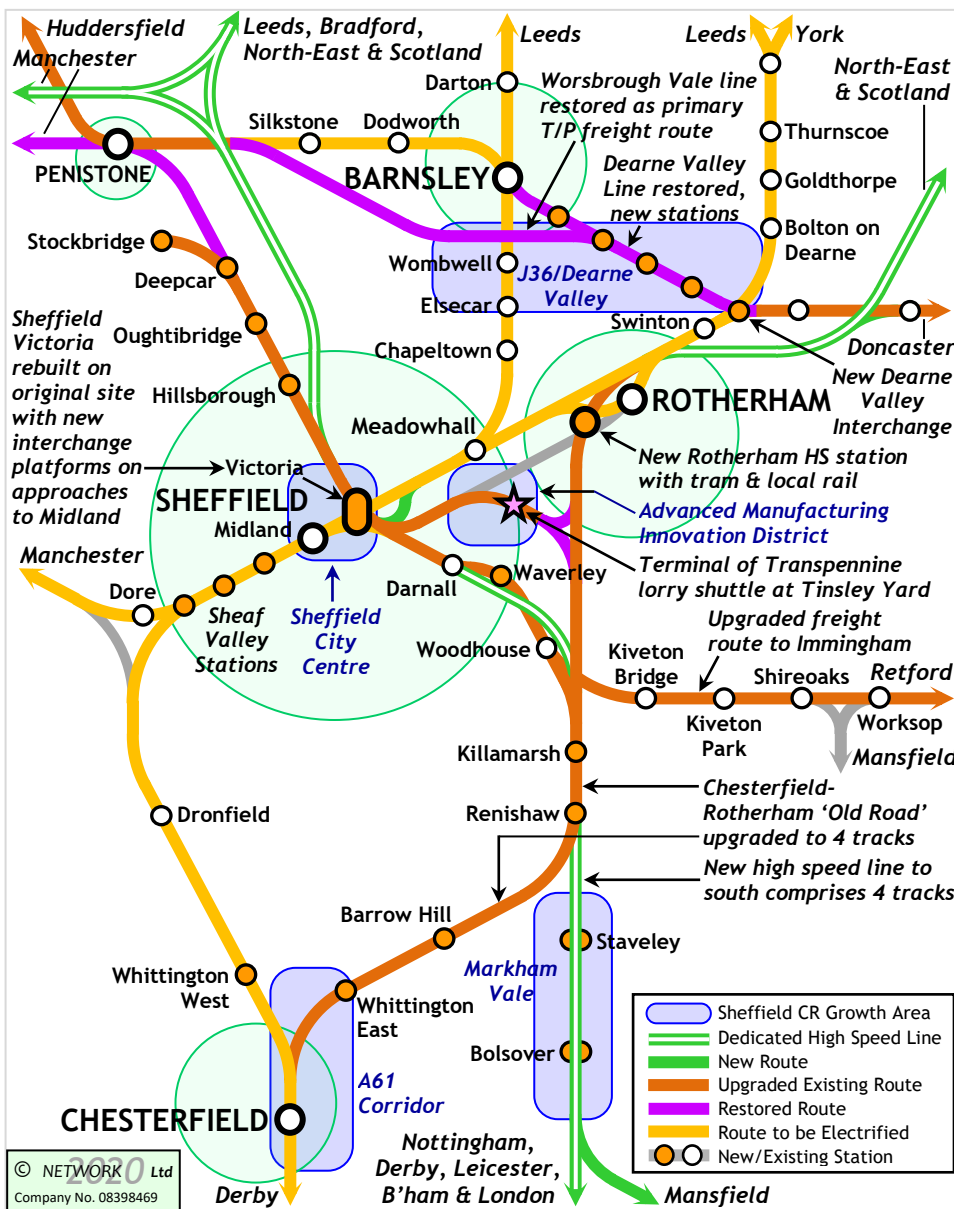 Huddersfield
Manchester
Leeds, Bradford,
North-East & Scotland
Leeds
Darton
Worsbrough Vale line
restored as primary
T/P freight route
Leeds
York
North-East
& Scotland
Silkstone
Dodworth
Thurnscoe
PENISTONE
BARNSLEY
Dearne Valley
Line restored,
new stations
Goldthorpe
Bolton on
Dearne
Stockbridge
Deepcar
Wombwell
J36/Dearne
Valley
Elsecar
Swinton
Oughtibridge
Chapeltown
Doncaster
Sheffield
Victoria
rebuilt on
original site
with new
interchange
platforms on
approaches
to Midland
Hillsborough
Meadowhall
ROTHERHAM
New Dearne
Valley
Interchange
Victoria
SHEFFIELD
Midland
New Rotherham HS station
with tram & local rail
Advanced Manufacturing
Innovation District
Terminal of Transpennine
lorry shuttle at Tinsley Yard
Manchester
Dore
Sheaf
Valley
Stations
Sheffield
City
Centre
Darnall
Waverley
Woodhouse
Upgraded freight
route to Immingham
Kiveton
Bridge
Shireoaks
Retford
Kiveton
Park
Worksop
Mansfield
Killamarsh
Dronfield
Renishaw
Chesterfield-
Rotherham ‘Old Road’
upgraded to 4 tracks
New high speed line to
south comprises 4 tracks
Barrow Hill
Staveley
Markham
Vale
Whittington
West
Whittington
East
Bolsover
A61
Corridor
CHESTERFIELD
Derby
Nottingham,
Derby, Leicester,
B'ham & London
Mansfield
Sheffield CR Growth Area
Dedicated High Speed Line
New Route
Upgraded Existing Route
Restored Route
Route to be Electrified
New/Existing Station
© NETWORK 2020 Ltd
Company No. 08398469